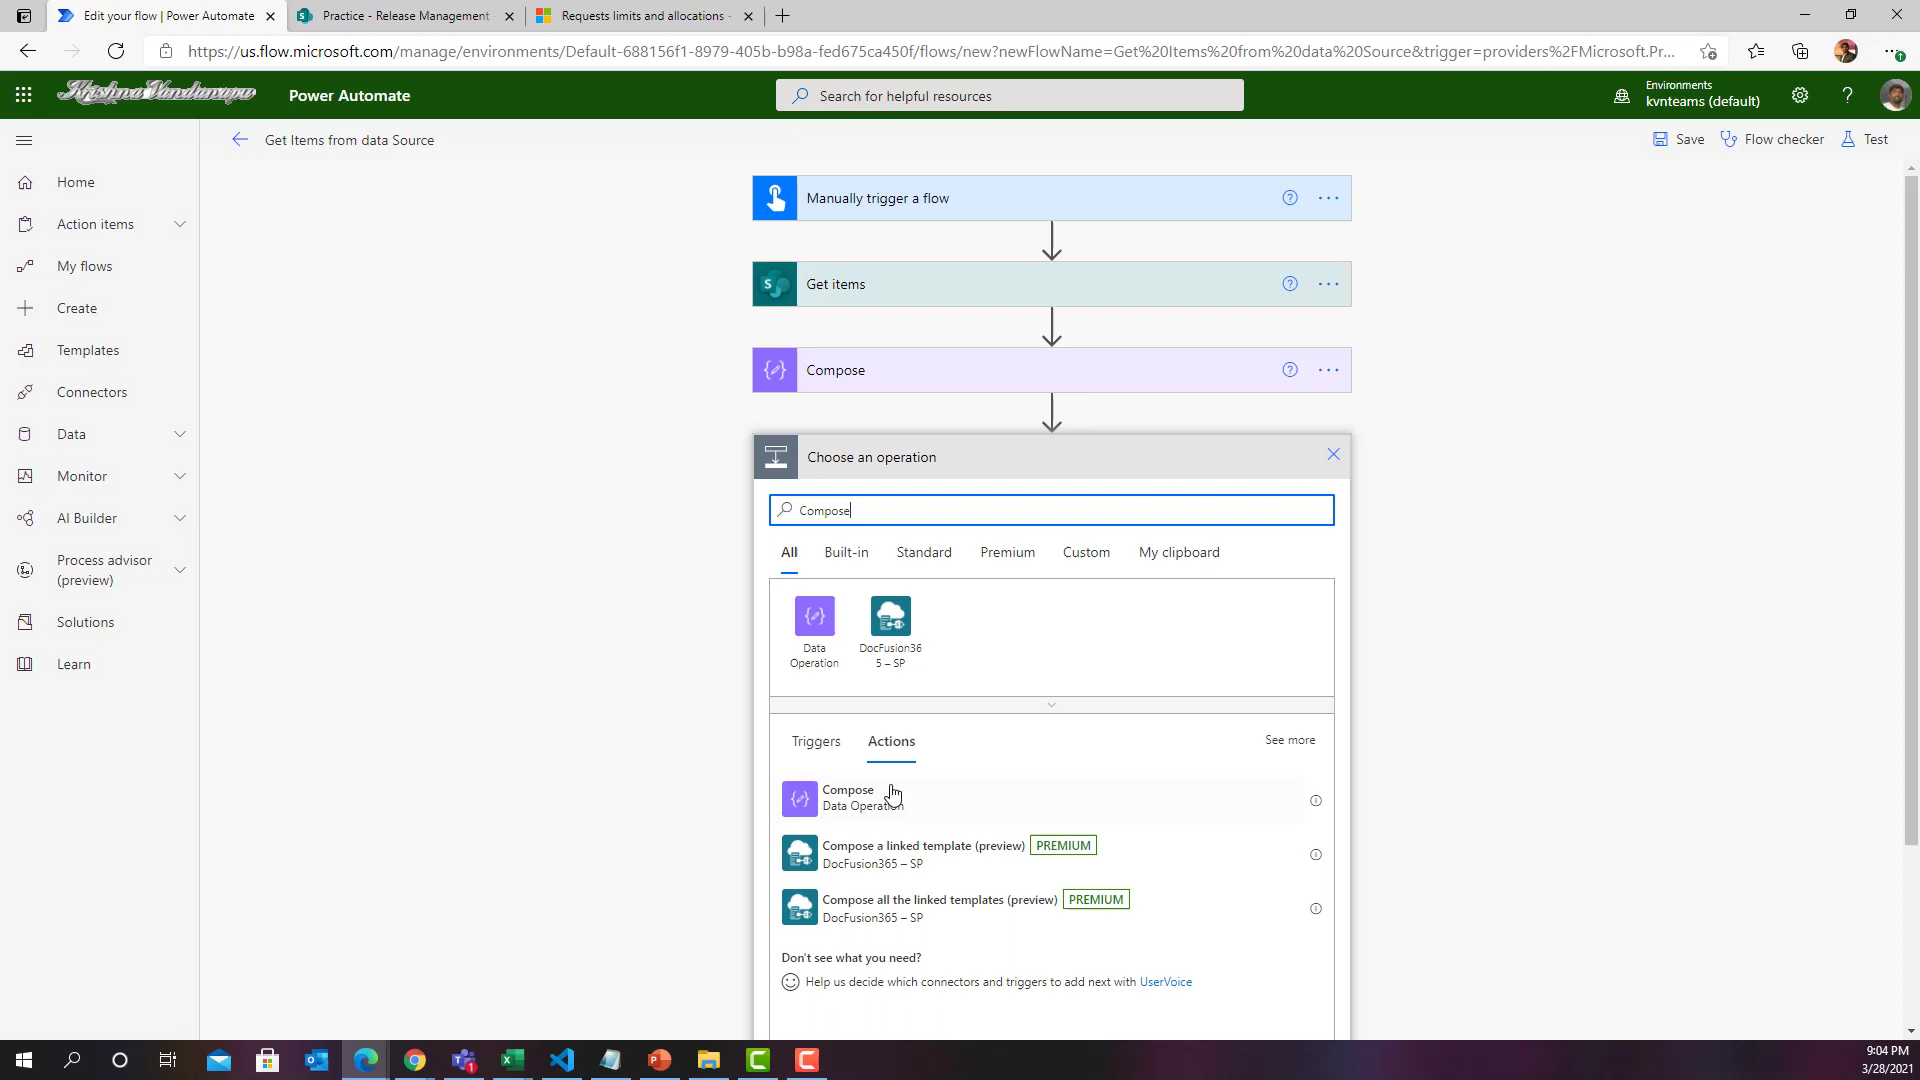 Edit your flow | Power Automate
Practice - Release Management -
Requests limits and allocations -
https://us.flow.microsoft.com/manage/environments/Default-688156f1-8979-405b-b98a-fed675ca450f/flows/new?newFlowName=Get%20Items%20from%20data%20Source&trigger=providers%2FMicrosoft.Pr...
Krishna Vandanapu
Power Automate
Search for helpful resources
Environments
kvnteams (default)
Get Items from data Source
Save
Flow checker
Test
Home
Action items
My flows
Create
Templates
Connectors
Data
Monitor
AI Builder
Process advisor
(preview)
Solutions
Learn
Manually trigger a flow
Get items
Compose
Choose an operation
Compose
All
Built-in
Standard
Premium
Custom
My clipboard
Data
Operation
DocFusion36
5 – SP
Triggers
Actions
See more
Compose
Data Operation
Compose a linked template (preview) PREMIUM
DocFusion365 – SP
Compose all the linked templates (preview) PREMIUM
DocFusion365 – SP
Don't see what you need?
Help us decide which connectors and triggers to add next with UserVoice
9:04 PM
3/28/2021